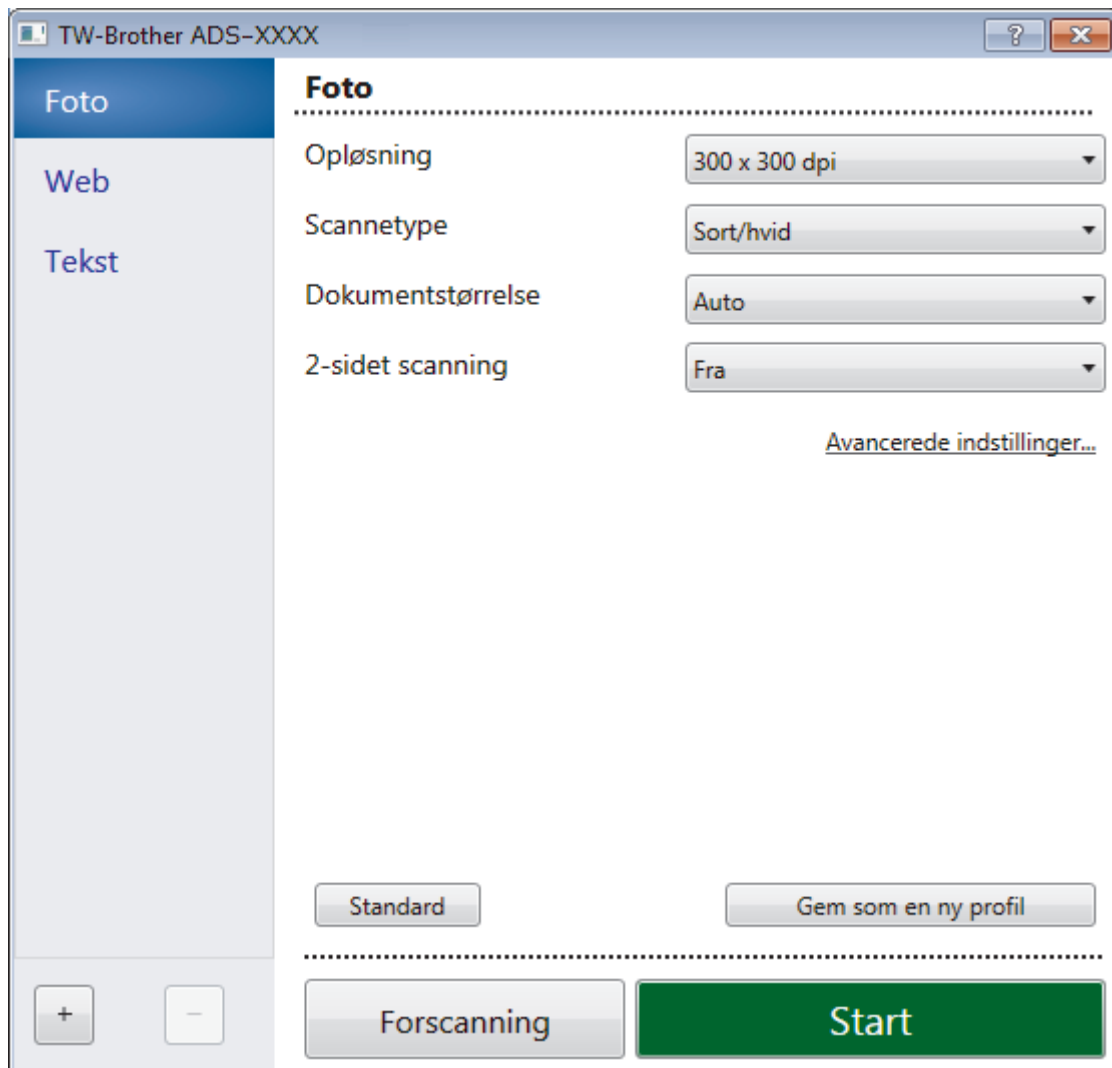 TW-Brother ADS-XXXX
Foto
Web
Tekst
Foto
Opløsning
300 x 300 dpi
Scannetype
Sort/hvid
Dokumentstørrelse
Auto
2-sidet scanning
Fra
Avancerede indstillinger...
Standard
Gem som en ny profil
+
−
Forscanning
Start